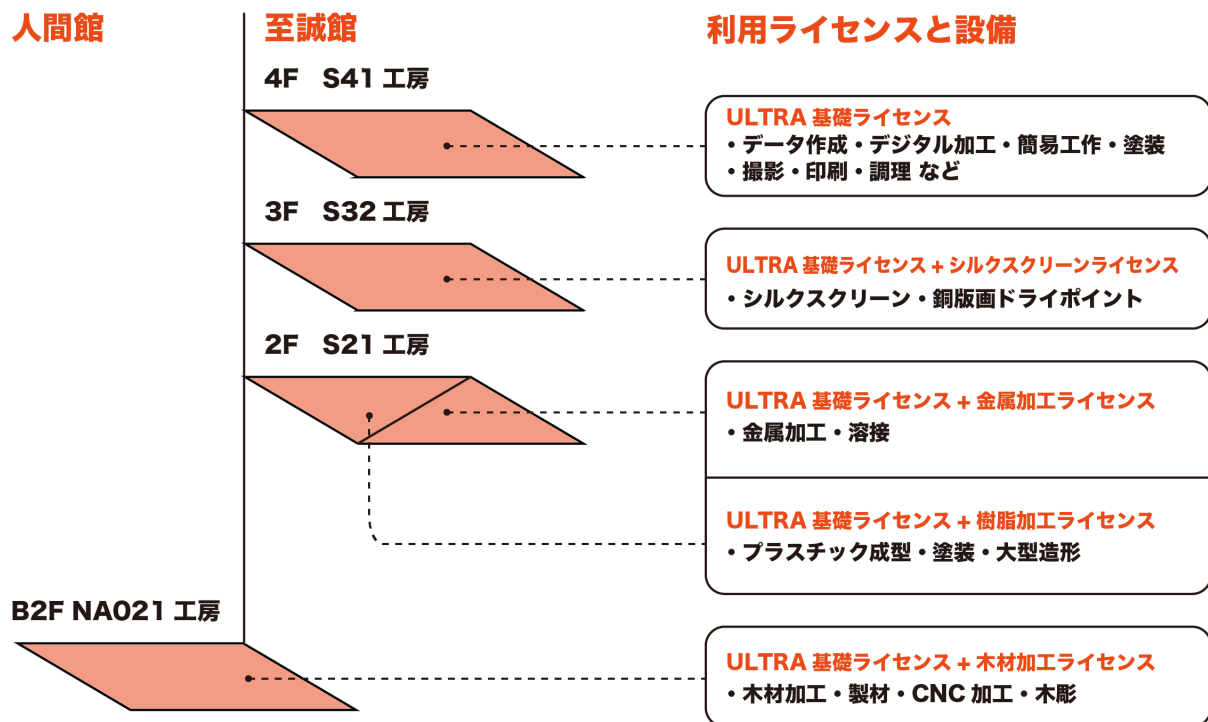 人間館
至誠館
利用ライセンスと設備
4F S41 工房
ULTRA 基礎ライセンス
・データ作成・デジタル加工・簡易工作・塗装
・撮影・印刷・調理 など
3F S32 工房
ULTRA 基礎ライセンス + シルクスクリーンライセンス
・シルクスクリーン・銅版画ドライポイント
2F S21 工房
ULTRA 基礎ライセンス + 金属加工ライセンス
・金属加工・溶接
ULTRA 基礎ライセンス + 樹脂加工ライセンス
・プラスチック成型・塗装・大型造形
B2F NA021 工房
ULTRA 基礎ライセンス + 木材加工ライセンス
・木材加工・製材・CNC 加工・木彫